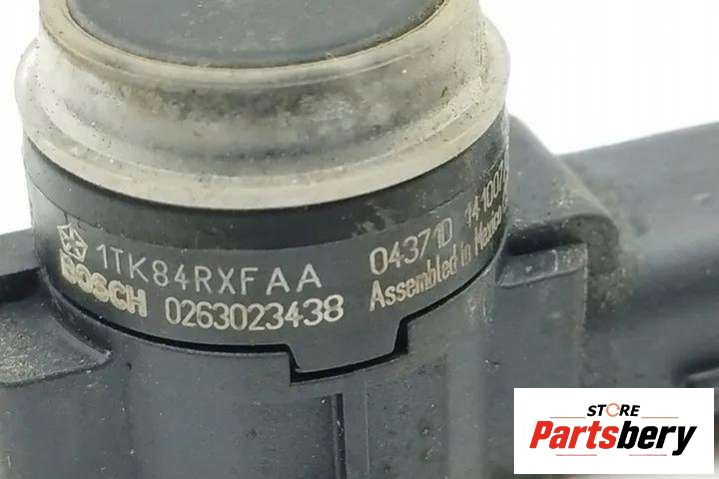 1TK84RXFAA 04371D
BOSCH 0263023438 Assembled in Mexico
STORE
Partsbery